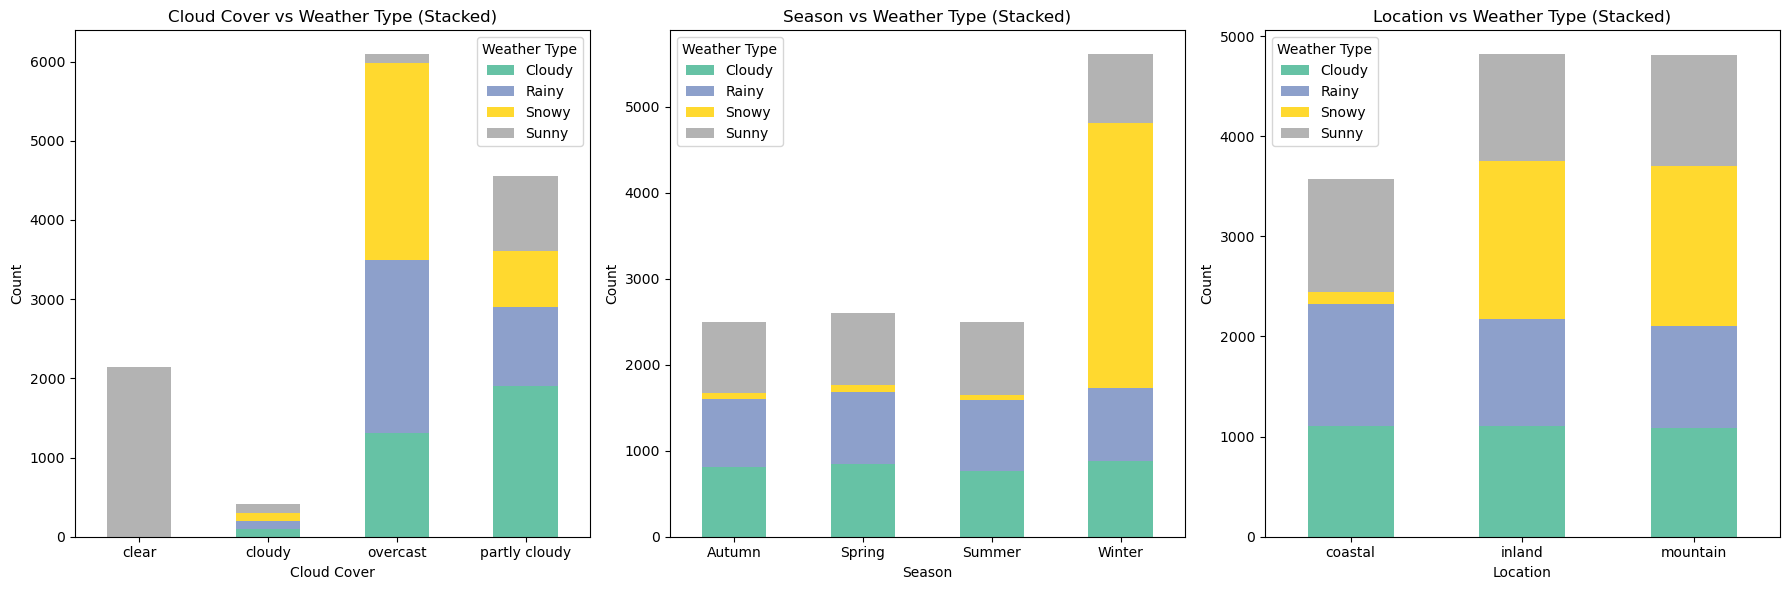 Cloud Cover vs Weather Type (Stacked)
Weather Type
Cloudy
Rainy
Snowy
Sunny
6000
5000
4000
3000
2000
1000
0
Count
clear
cloudy
overcast
partly cloudy
Cloud Cover
Season vs Weather Type (Stacked)
Weather Type
Cloudy
Rainy
Snowy
Sunny
5000
4000
3000
2000
1000
0
Count
Autumn
Spring
Summer
Winter
Season
Location vs Weather Type (Stacked)
Weather Type
Cloudy
Rainy
Snowy
Sunny
5000
4000
3000
2000
1000
0
Count
coastal
inland
mountain
Location